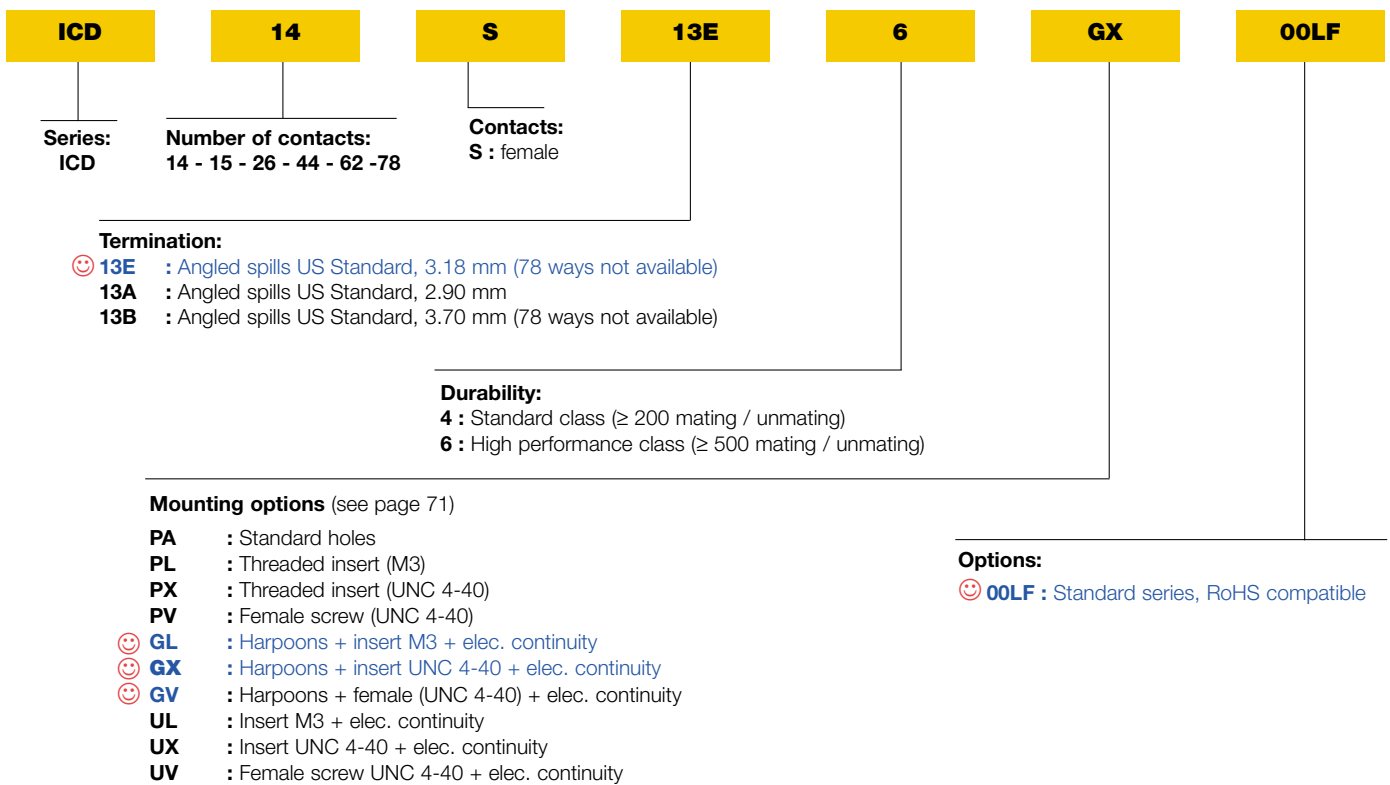 ICD 14 S 13E 6 GX 00LF
Series:
ICD
Number of contacts:
14 - 15 - 26 - 44 - 62 -78
Contacts:
S : female
Termination:
13E : Angled spills US Standard, 3.18 mm (78 ways not available)
13A : Angled spills US Standard, 2.90 mm
13B : Angled spills US Standard, 3.70 mm (78 ways not available)
Durability:
4 : Standard class (≥ 200 mating / unmating)
6 : High performance class (≥ 500 mating / unmating)
Mounting options (see page 71)
PA : Standard holes
PL : Threaded insert (M3)
PX : Threaded insert (UNC 4-40)
PV : Female screw (UNC 4-40)
GL : Harpoons + insert M3 + elec. continuity
GX : Harpoons + insert UNC 4-40 + elec. continuity
GV : Harpoons + female (UNC 4-40) + elec. continuity
UL : Insert M3 + elec. continuity
UX : Insert UNC 4-40 + elec. continuity
UV : Female screw UNC 4-40 + elec. continuity
Options:
00LF : Standard series, RoHS compatible